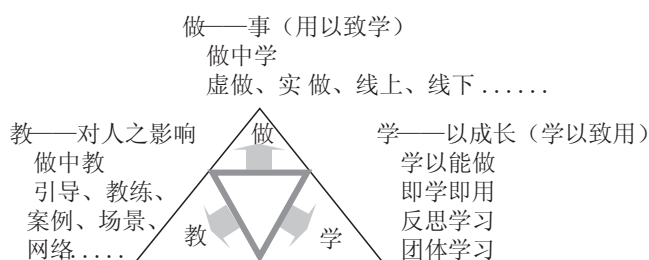 做——事（用以致学）
做中学
虚做、实 做、线上、线下......
教——对人之影响
做中教
引导、教练、
案例、场景、
网络.....
做
教
学
学——以成长（学以致用）
学以能做
即学即用
反思学习
团体学习